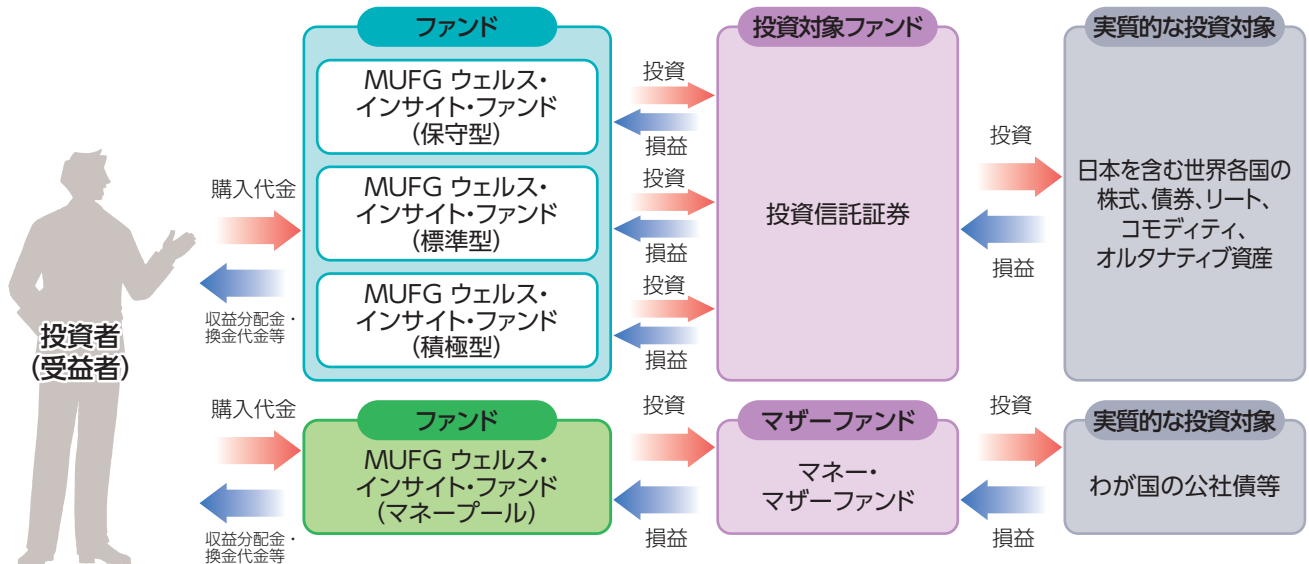 投資者
(受益者)
購入代金
収益分配金・
換金代金等
ファンド
MUFG ウェルス・
インサイト・ファンド
(保守型)
MUFG ウェルス・
インサイト・ファンド
(標準型)
MUFG ウェルス・
インサイト・ファンド
(積極型)
投資
損益
投資
損益
投資
損益
投資対象ファンド
投資信託証券
投資
損益
実質的な投資対象
日本を含む世界各国の
株式、債券、リート、
コモディティ、
オルタナティブ資産
購入代金
収益分配金・
換金代金等
ファンド
MUFG ウェルス・
インサイト・ファンド
(マネープール)
投資
損益
マザーファンド
マネー・
マザーファンド
投資
損益
実質的な投資対象
わが国の公社債等